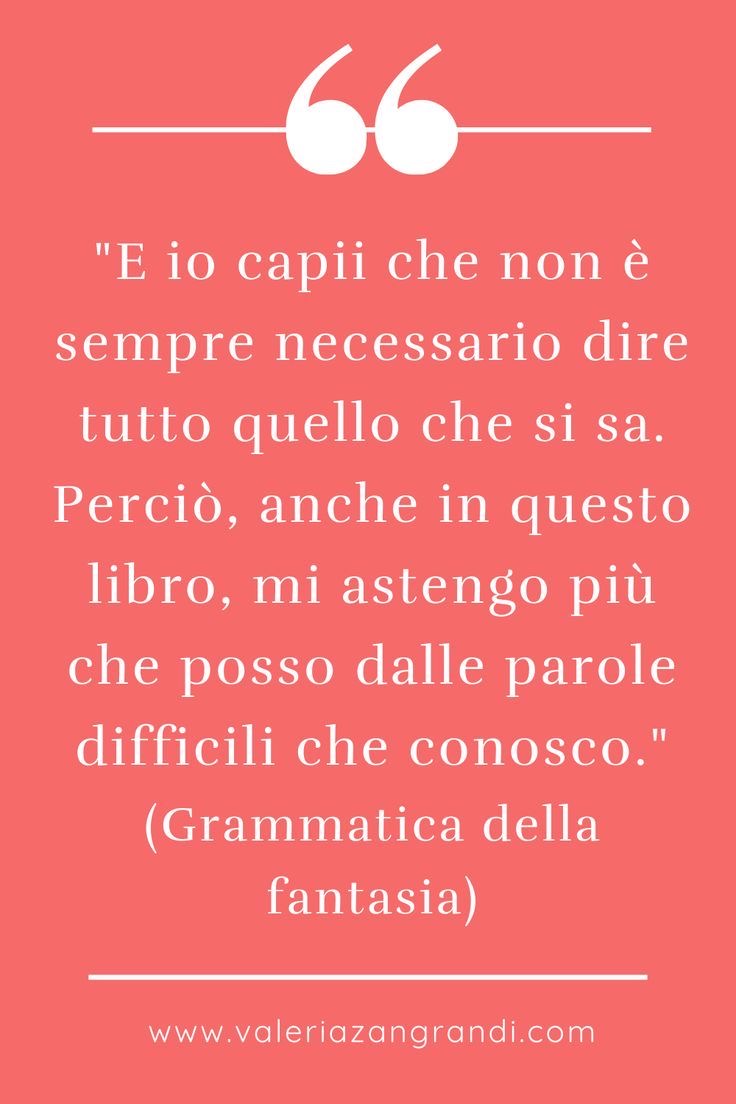 "E io capii che non è
sempre necessario dire
tutto quello che si sa.
Perciò, anche in questo
libro, mi astengo più
che posso dalle parole
difficili che conosco."
(Grammatica della
fantasia)
www.valeriazangrandi.com